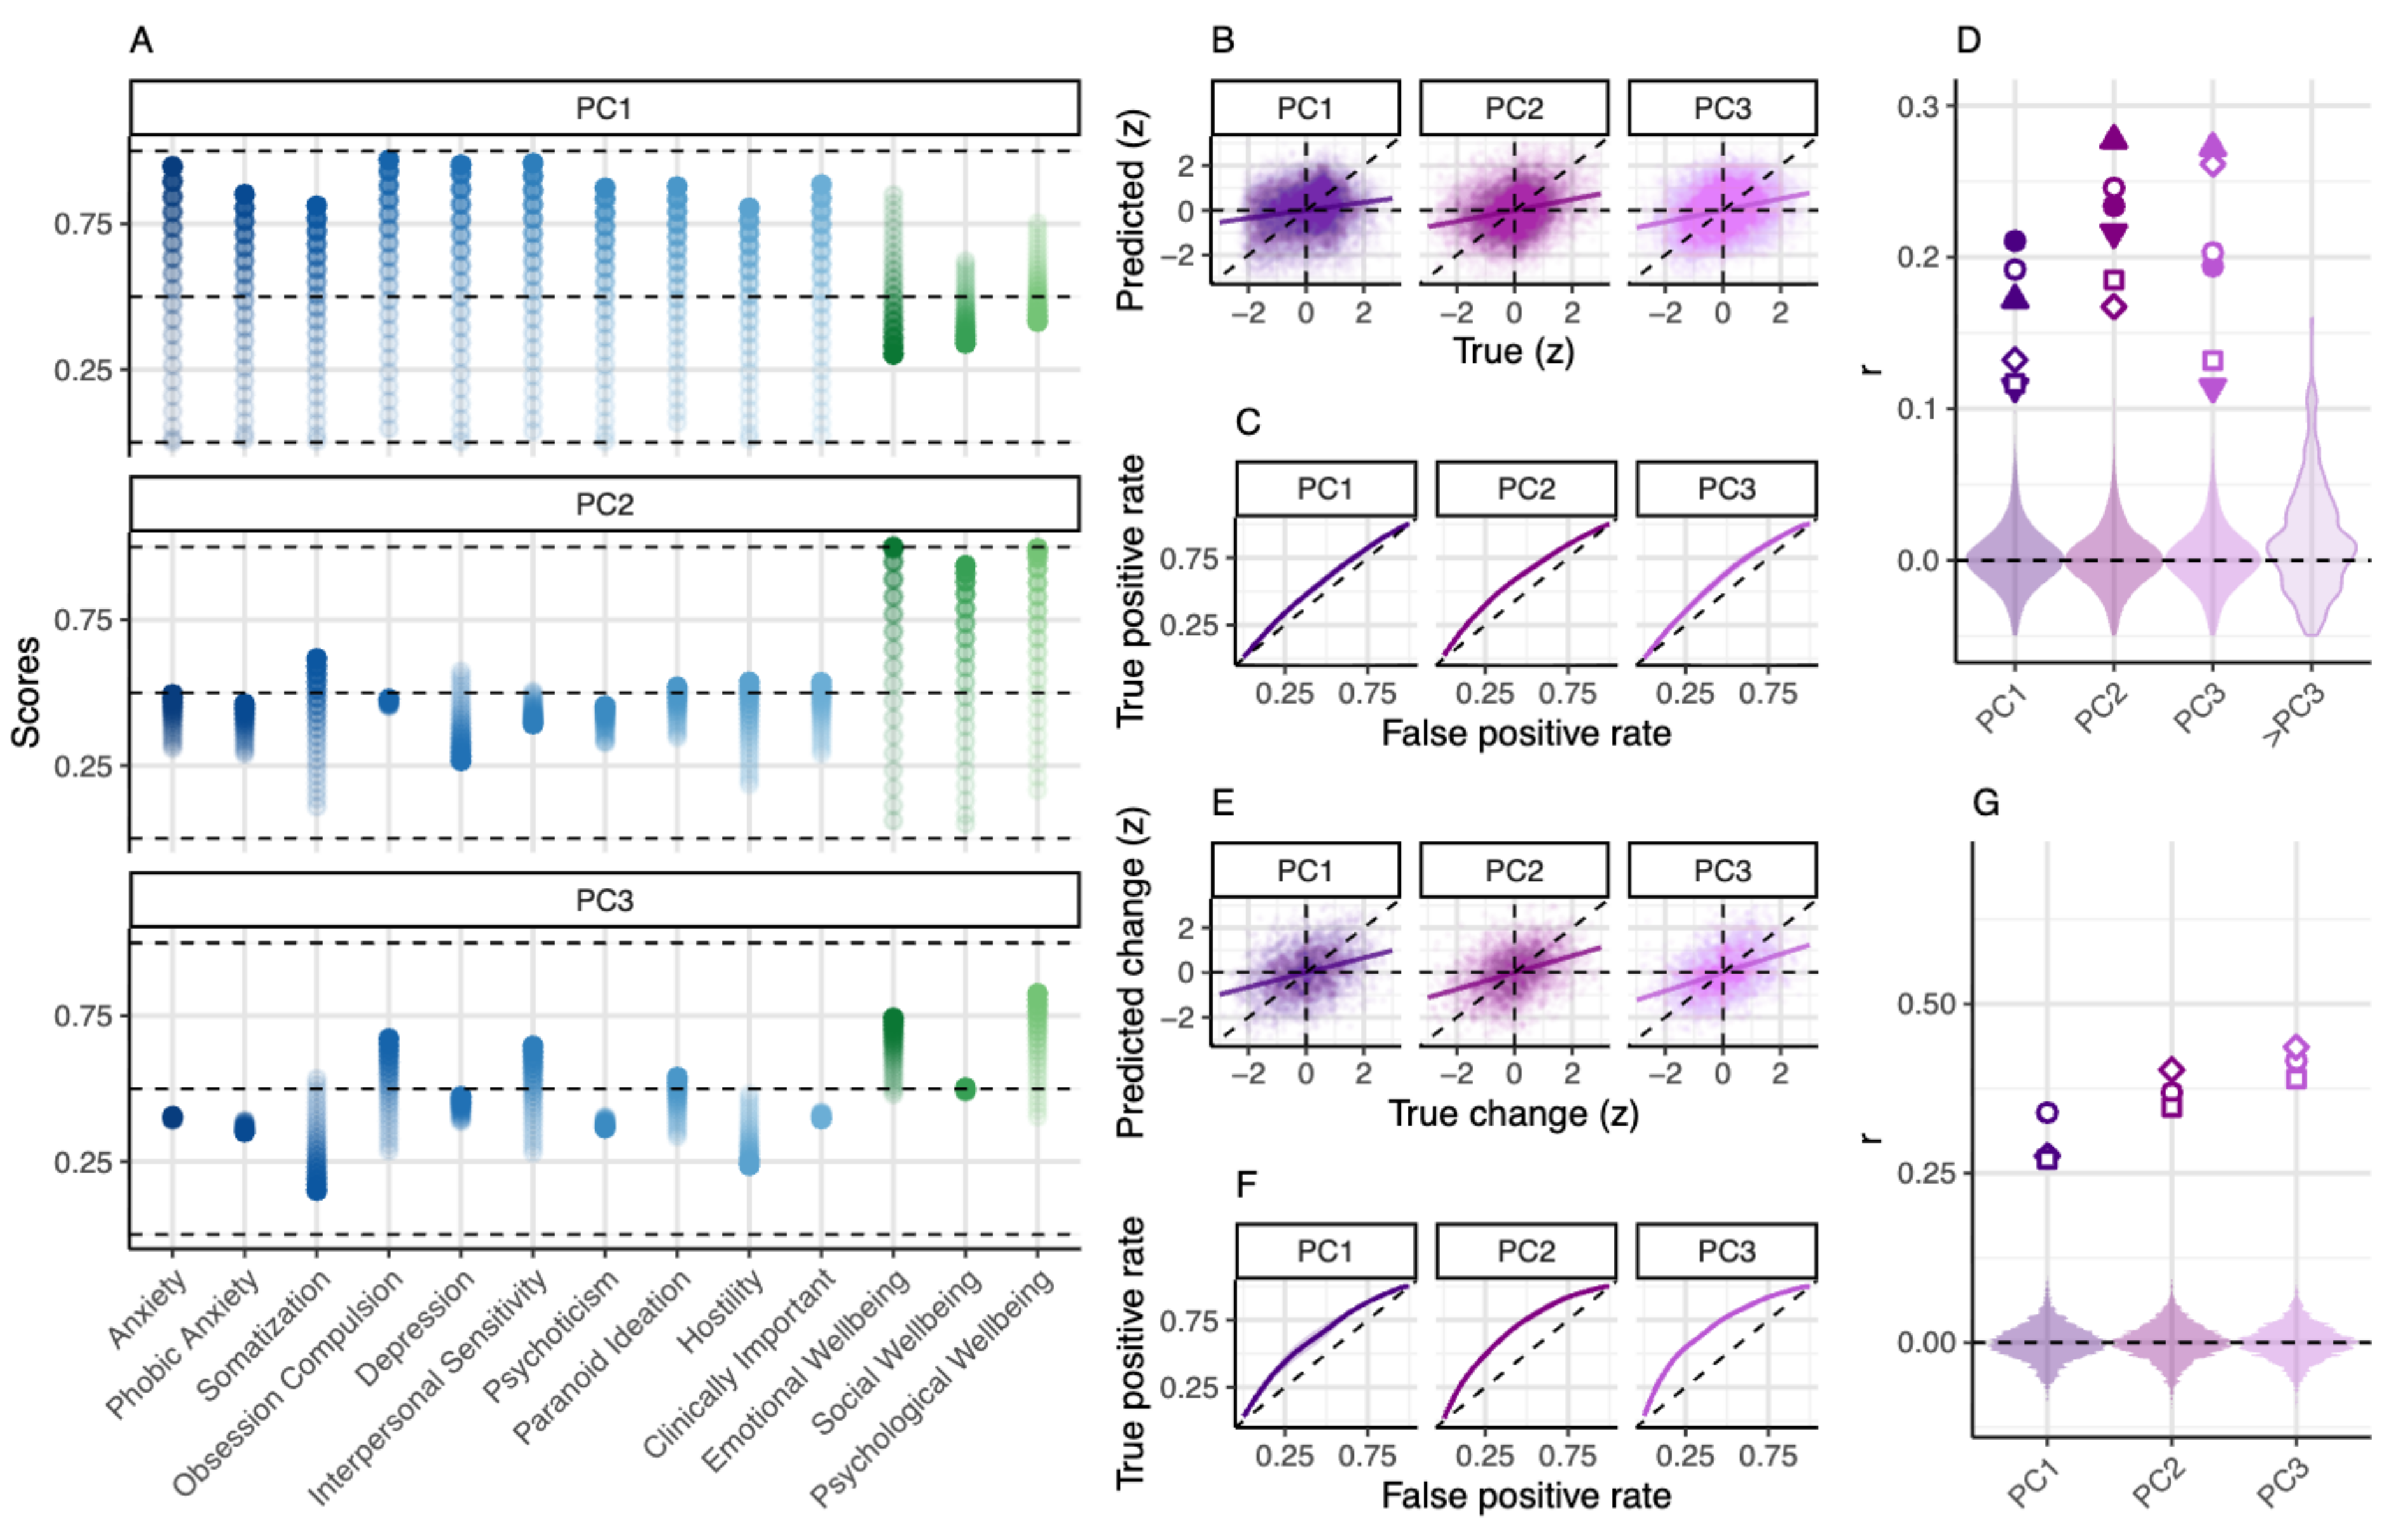 A
PC1
0.75
0.25
PC2
0.75
0.25
PC3
0.75
0.25
Scores
Anxiety
Phobic Anxiety
Somatization
Obsession Compulsion
Depression
Interpersonal Sensitivity
Psychoticism
Paranoid Ideation
Hostility
Clinically Important
Emotional Wellbeing
Social Wellbeing
Psychological Wellbeing
B
PC1 PC2 PC3
Predicted (z)
2
0
−2
−2 0 2 −2 0 2 −2 0 2
True (z)
C
PC1 PC2 PC3
True positive rate
0.75
0.25
0.25 0.75 0.25 0.75 0.25 0.75
False positive rate
D
0.3
0.2
r
0.1
0.0
PC1 PC2 PC3 >PC3
E
PC1 PC2 PC3
Predicted change (z)
2
0
−2
−2 0 2 −2 0 2 −2 0 2
True change (z)
F
PC1 PC2 PC3
True positive rate
0.75
0.25
0.25 0.75 0.25 0.75 0.25 0.75
False positive rate
G
0.50
r
0.25
0.00
PC1 PC2 PC3